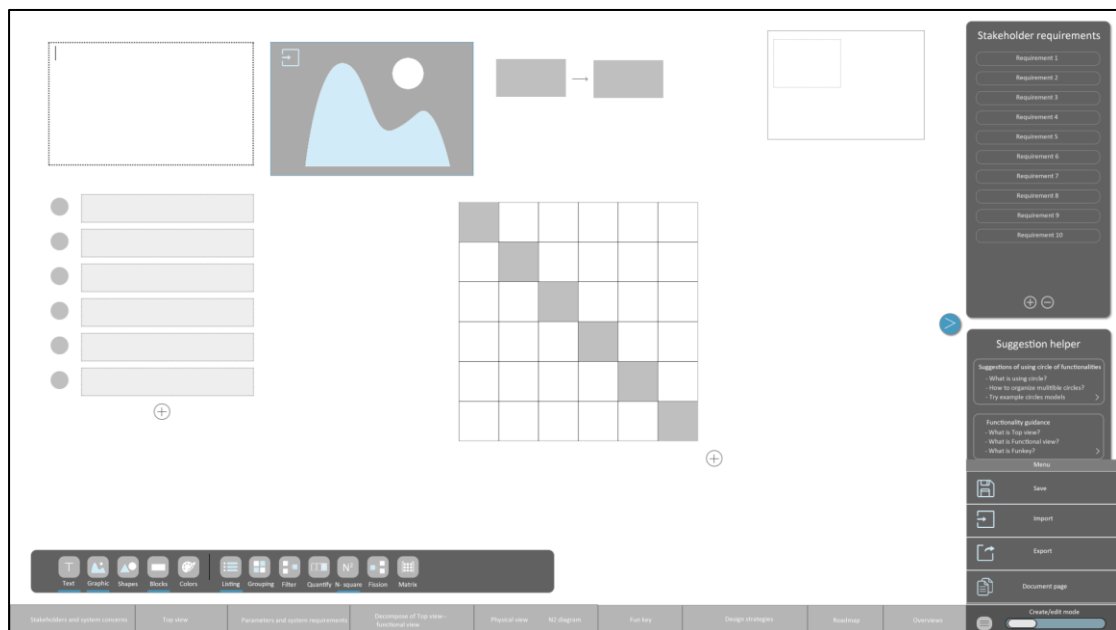 Stakeholder requirements
Requirement 1
Requirement 2
Requirement 3
Requirement 4
Requirement 5
Requirement 6
Requirement 7
Requirement 8
Requirement 9
Requirement 10
>
Suggestion helper
Suggestions of using circle of functionalities
- What is using circle?
- How to organize mulitible circles?
- Try example circles models
Functionality guidance
- What is Top view?
- What is Functional view?
- What is Funkey?
Menu
Save
Import
Export
Document page
Create/edit mode
T
N²
Text Graphic Shapes Blocks Colors Listing Grouping Filter Quantify N- square Fission Matrix
Stakeholders and system concerns Top view Parameters and system requirements Decompose of Top view–
functional view Physical view N2 diagram Fun key Design strategies Roadmap Overviews